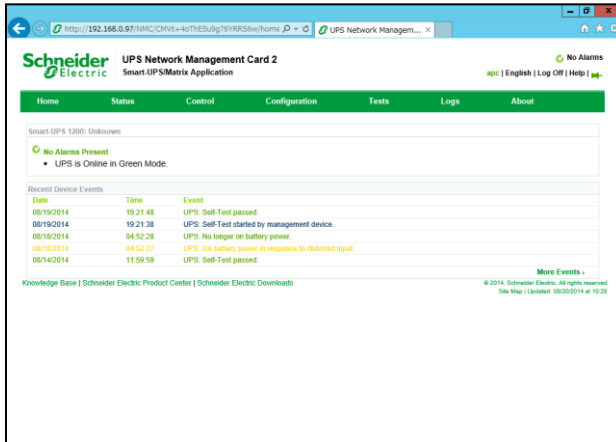 http://192.168.0.97/NMC/CMVt+4oThESu9g76YRRS6w/home
UPS Network Managem...
Schneider Electric
UPS Network Management Card 2
Smart-UPS/Matrix Application
No Alarms
apc | English | Log Off | Help |
Home Status Control Configuration Tests Logs About
Smart-UPS 1200: Unknown
No Alarms Present
UPS is Online in Green Mode.
Recent Device Events
Date Time Event
08/19/2014 19:21:48 UPS: Self-Test passed.
08/19/2014 19:21:38 UPS: Self-Test started by management device.
08/18/2014 04:52:28 UPS: No longer on battery power.
08/18/2014 04:52:27 UPS: On battery power in response to distorted input.
08/14/2014 11:59:59 UPS: Self-Test passed.
More Events ›
Knowledge Base | Schneider Electric Product Center | Schneider Electric Downloads
© 2014, Schneider Electric. All rights reserved.
Site Map | Updated: 08/20/2014 at 10:28